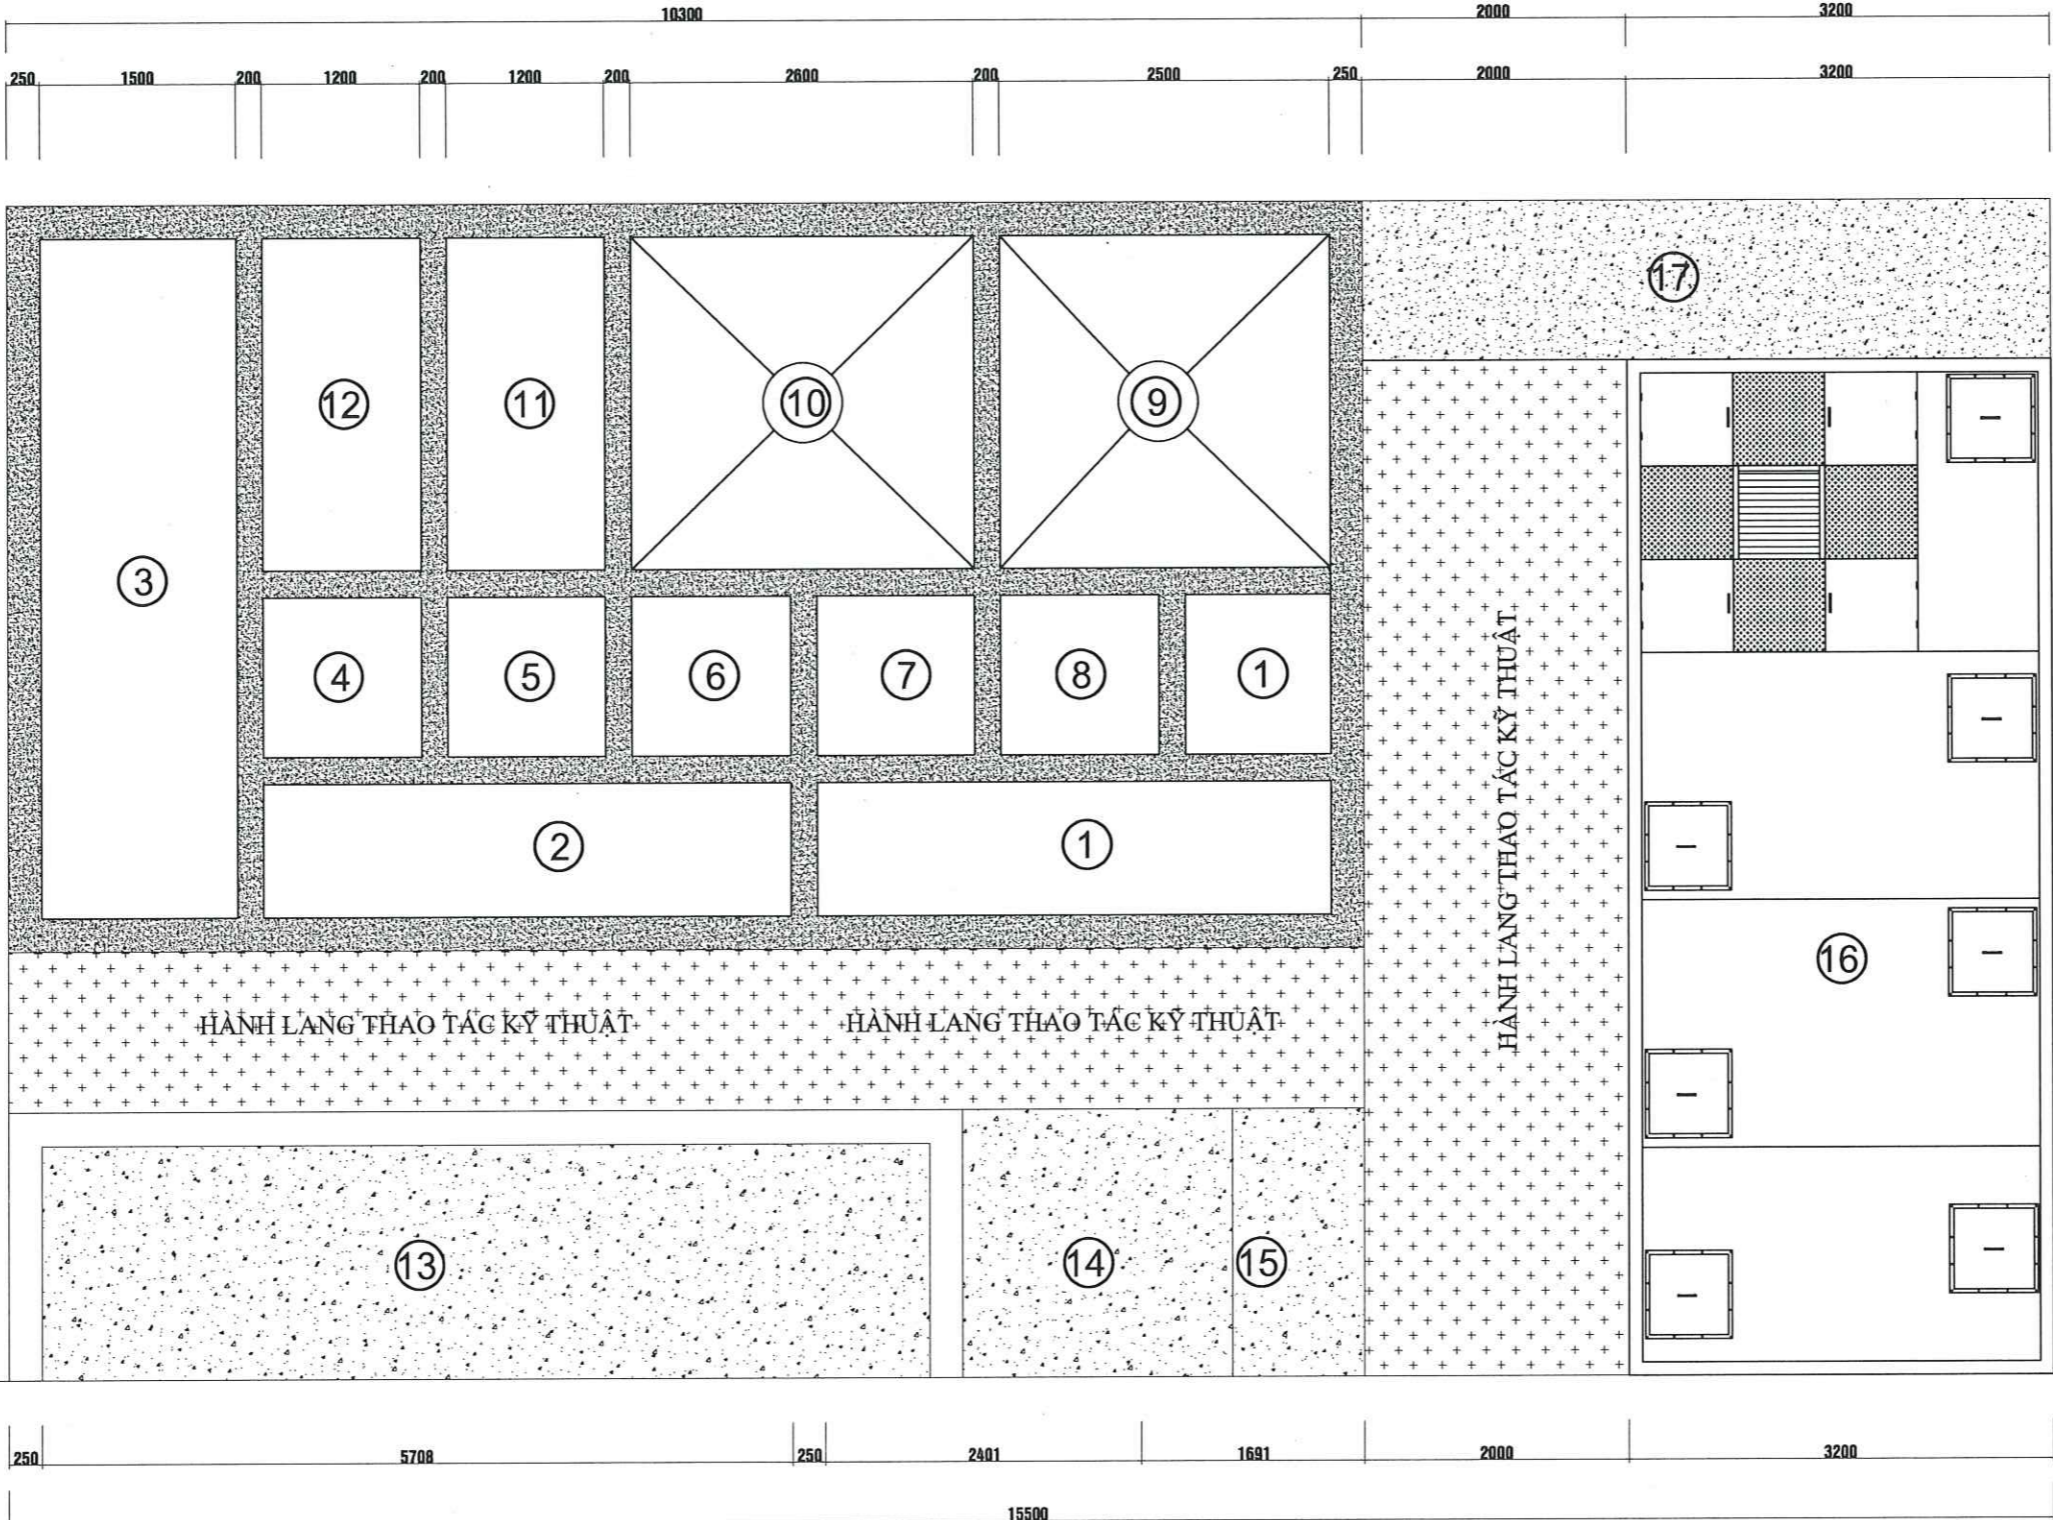 10300 2000 3200
250 1500 200 1200 200 1200 200 2600 200 2500 250 2000 3200
17
12 11 10 9
3
4 5 6 7 8 1
2 1
HÀNH LANG THAO TÁC KỸ THUẬT
16
HÀNH LANG THAO TÁC KỸ THUẬT HÀNH LANG THAO TÁC KỸ THUẬT
13 14 15
250 5708 250 2401 1691 2000 3200
15500